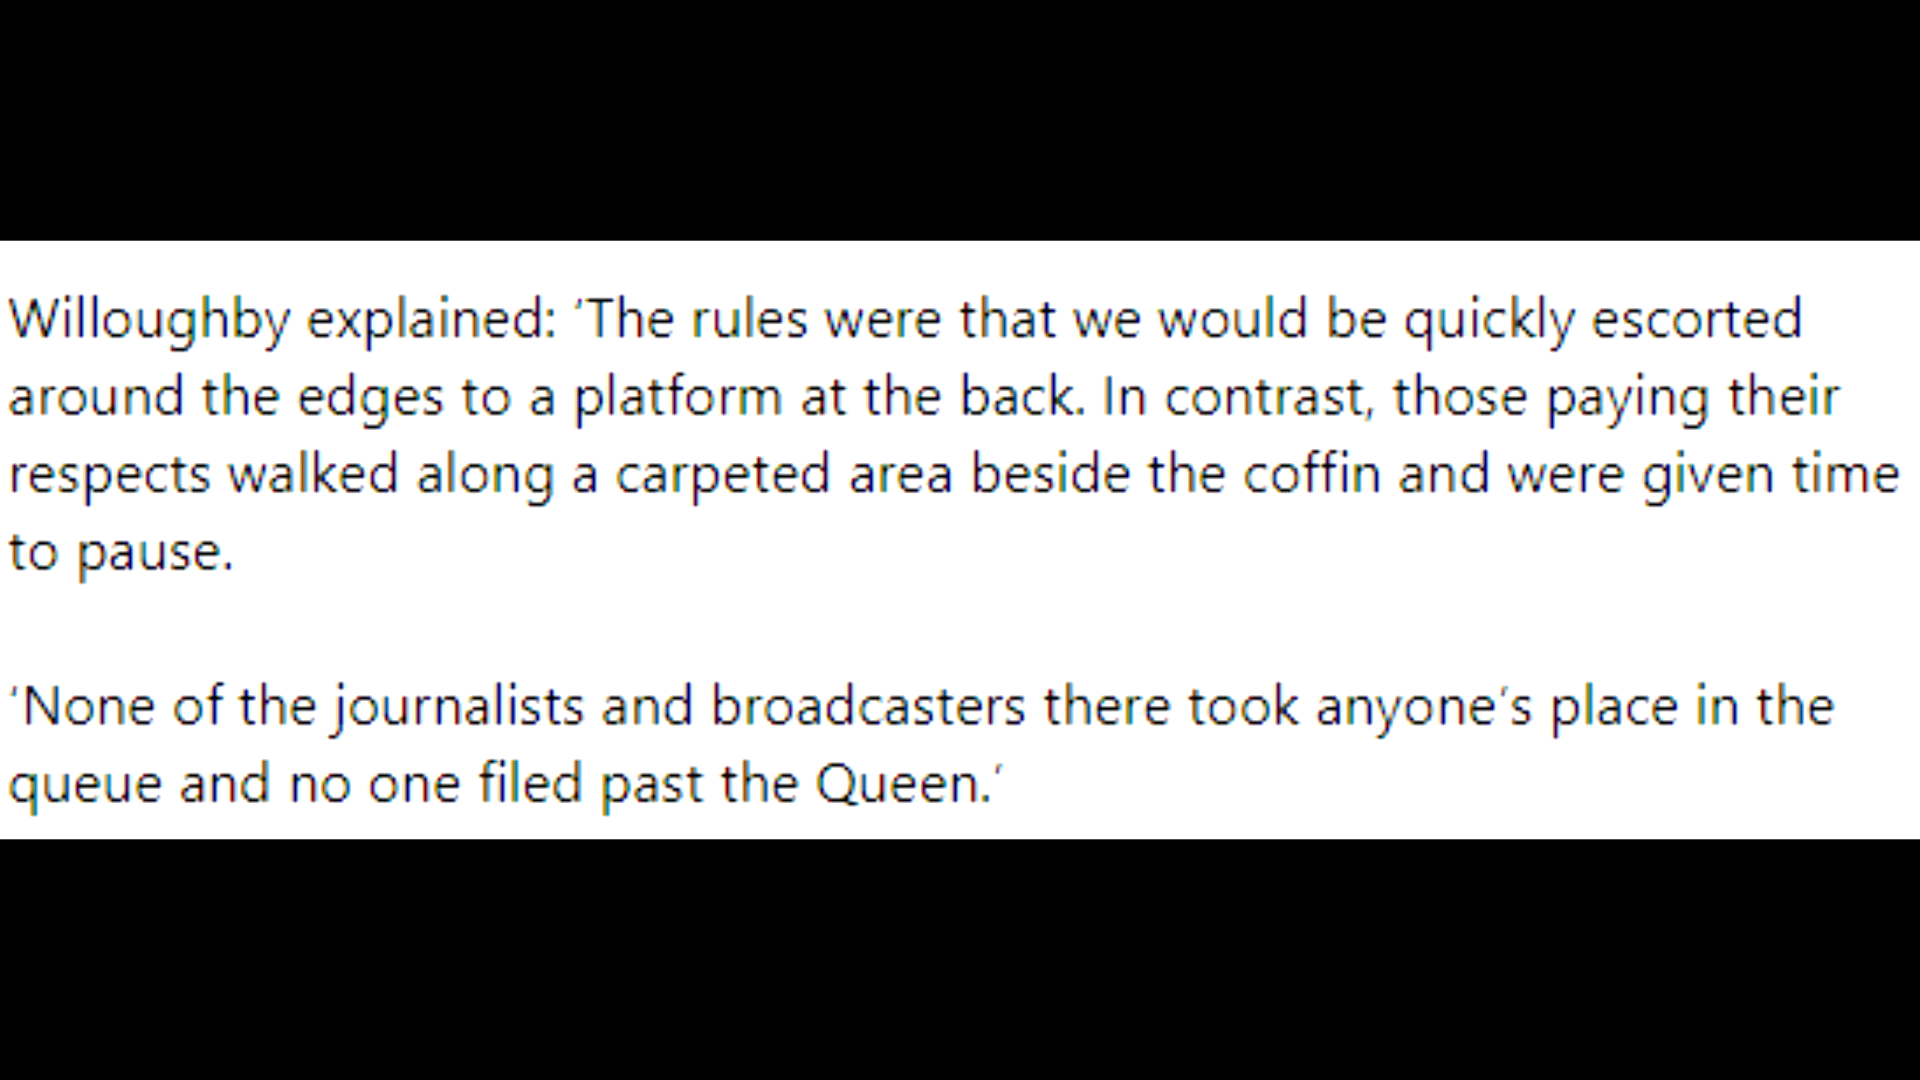 Willoughby explained: ‘The rules were that we would be quickly escorted
around the edges to a platform at the back. In contrast, those paying their
respects walked along a carpeted area beside the coffin and were given time
to pause.
‘None of the journalists and broadcasters there took anyone’s place in the
queue and no one filed past the Queen.’